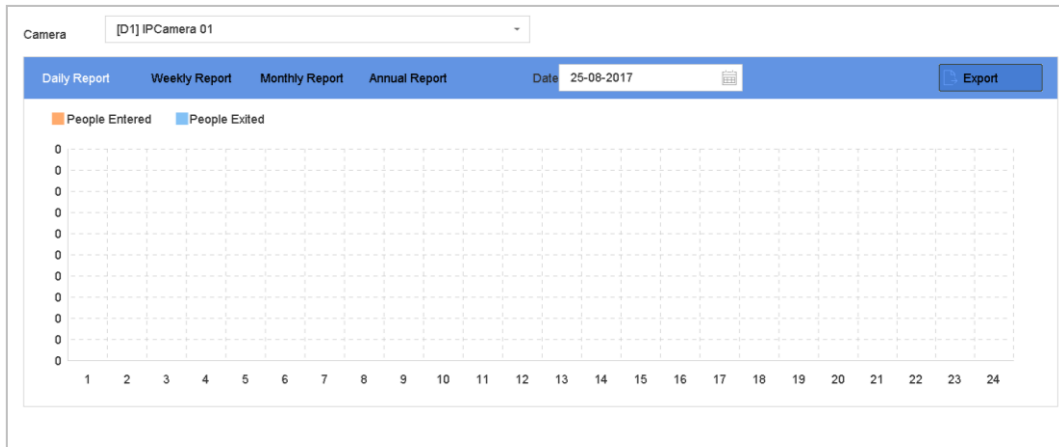 Camera [D1] IPCamera 01
Daily Report Weekly Report Monthly Report Annual Report Date 25-08-2017 Export
People Entered People Exited
0
0
0
0
0
0
0
0
0
0
0
1 2 3 4 5 6 7 8 9 10 11 12 13 14 15 16 17 18 19 20 21 22 23 24